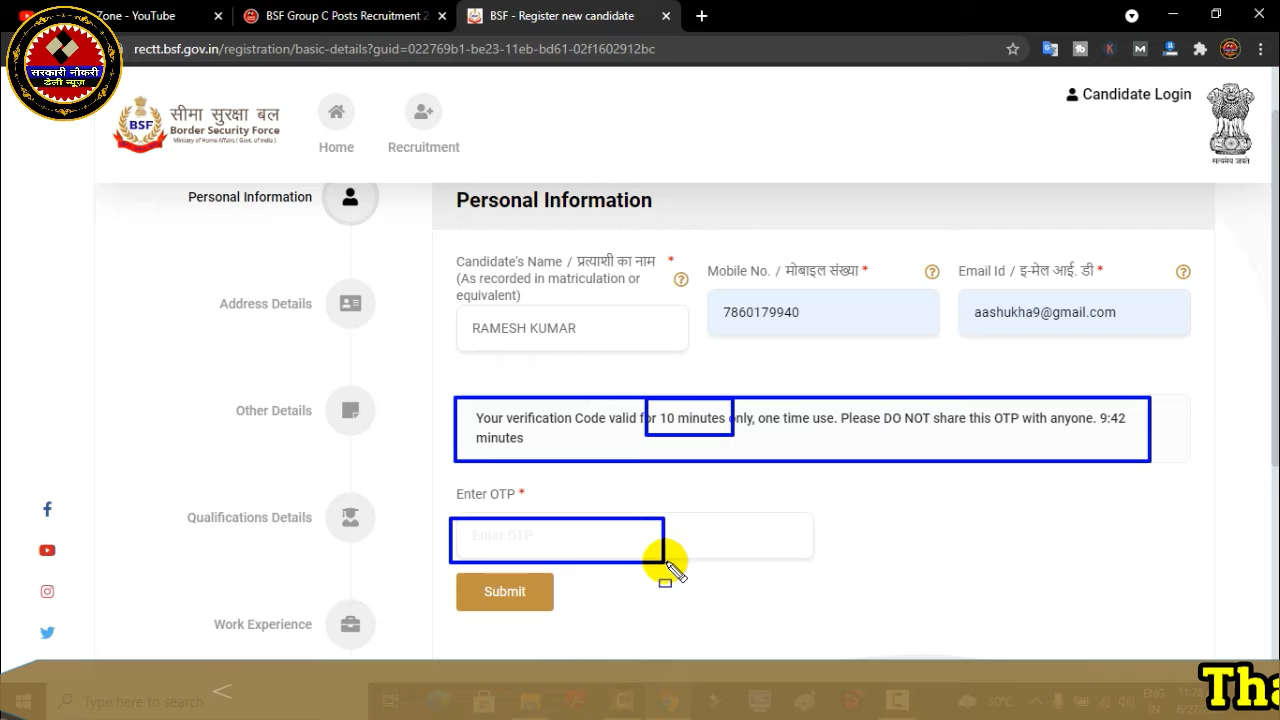 Zone - YouTube
BSF Group C Posts Recruitment 2
BSF - Register new candidate
rectt.bsf.gov.in/registration/basic-details?guid=022769b1-be23-11eb-bd61-02f1602912bc
सरकारी नौकरी
डेली न्यूज़
BSF
सीमा सुरक्षा बल
Border Security Force
Ministry of Home Affairs ( Govt. of India )
Home
Recruitment
Candidate Login
सत्यमेव जयते
Personal Information
Address Details
Other Details
Qualifications Details
Work Experience
Personal Information
Candidate's Name / प्रत्याशी का नाम *
(As recorded in matriculation or
equivalent)
RAMESH KUMAR
Mobile No. / मोबाइल संख्या *
7860179940
Email Id / इ-मेल आई. डी *
aashukha9@gmail.com
Your verification Code valid for 10 minutes only, one time use. Please DO NOT share this OTP with anyone. 9:42
minutes
Enter OTP *
Enter OTP
Submit
Type here to search
30°C
ENG
IN
Tha